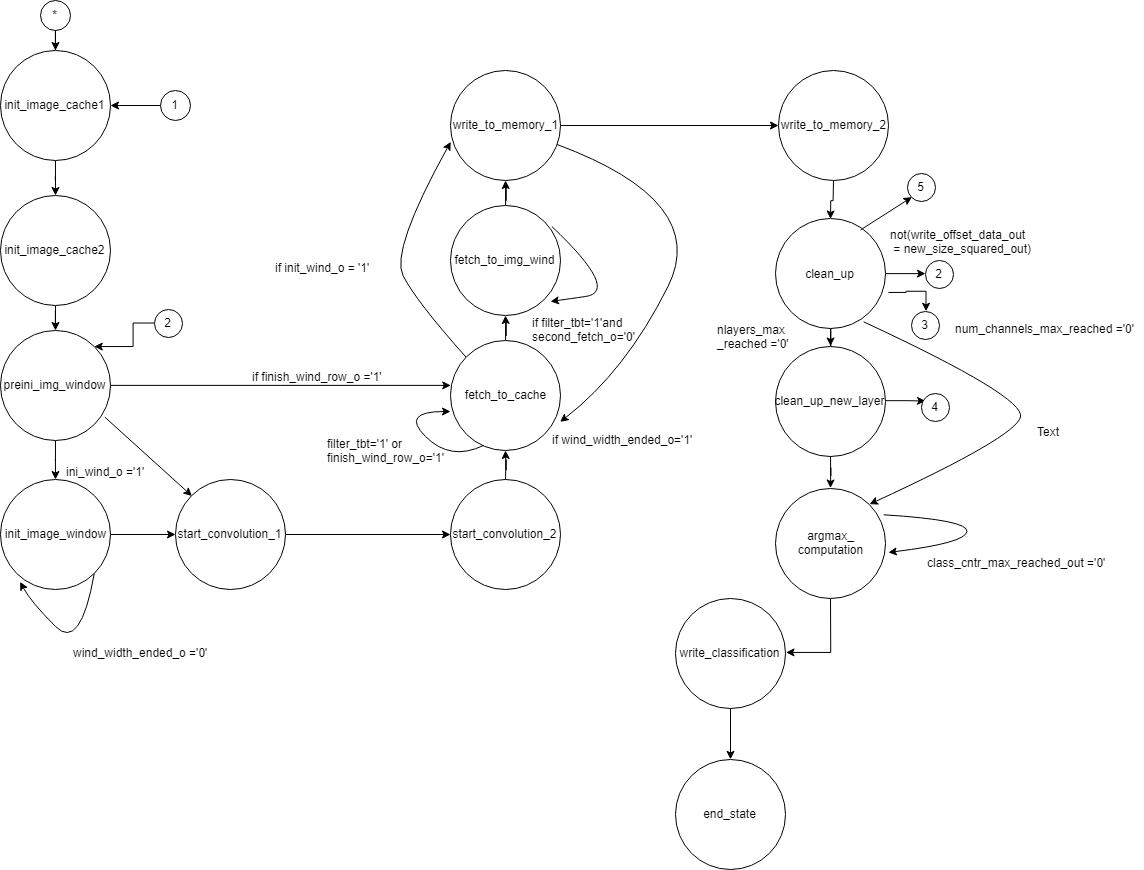 *
init_image_cache1
1
init_image_cache2
2
preini_img_window
if finish_wind_row_o ='1'
ini_wind_o ='1'
init_image_window
start_convolution_1
wind_width_ended_o ='0'
write_to_memory_1
if init_wind_o = '1'
fetch_to_img_wind
if filter_tbt='1'and
second_fetch_o='0'
fetch_to_cache
filter_tbt='1' or
finish_wind_row_o='1'
if wind_width_ended_o='1'
start_convolution_2
write_to_memory_2
5
not(write_offset_data_out
= new_size_squared_out)
clean_up
2
3
num_channels_max_reached ='0'
nlayers_max
_reached ='0'
clean_up_new_layer
4
Text
argmax_
computation
class_cntr_max_reached_out ='0'
write_classification
end_state